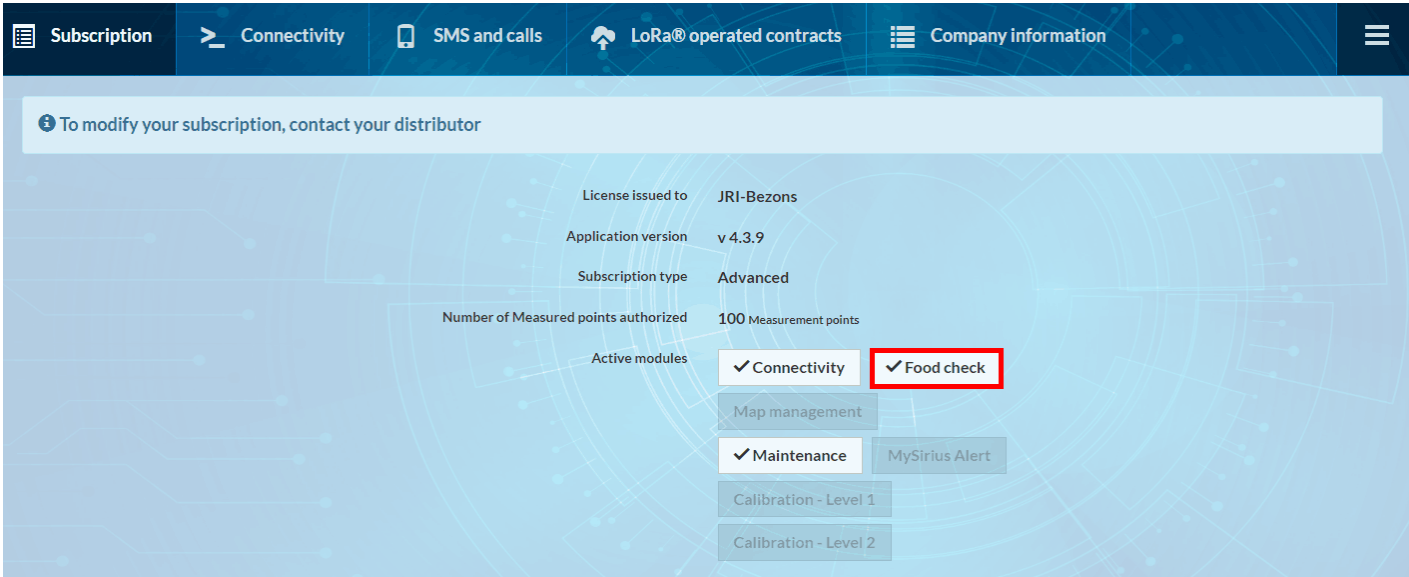 Subscription
Connectivity
SMS and calls
LoRa® operated contracts
Company information
To modify your subscription, contact your distributor
License issued to JRI-Bezons
Application version v 4.3.9
Subscription type Advanced
Number of Measured points authorized 100 Measurement points
Active modules Connectivity Food check
Map management
Maintenance MySirius Alert
Calibration - Level 1
Calibration - Level 2